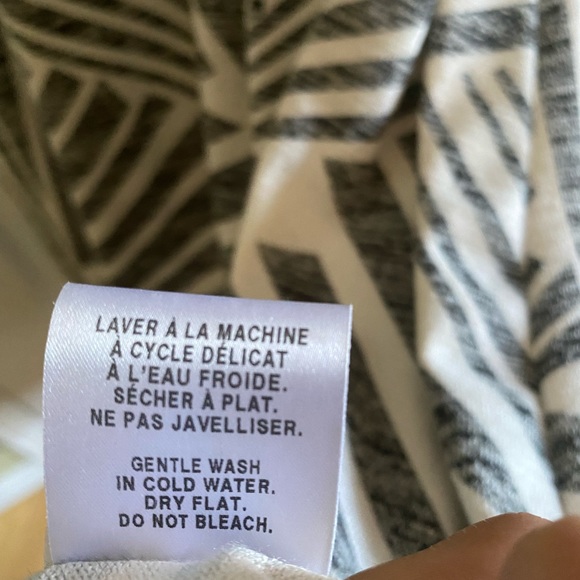 LAVER À LA MACHINE
À CYCLE DÉLICAT
À L'EAU FROIDE.
SÉCHER À PLAT.
NE PAS JAVELLISER.
GENTLE WASH
IN COLD WATER.
DRY FLAT.
DO NOT BLEACH.